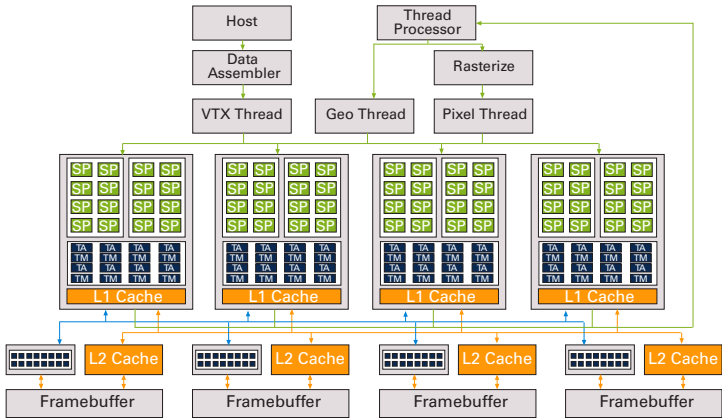 Host
Thread
Processor
Data
Assembler
Rasterize
VTX Thread
Geo Thread
Pixel Thread
SP SP SP SP SP SP SP SP SP SP SP SP SP SP SP SP
SP SP SP SP SP SP SP SP SP SP SP SP SP SP SP SP
SP SP SP SP SP SP SP SP SP SP SP SP SP SP SP SP
SP SP SP SP SP SP SP SP SP SP SP SP SP SP SP SP
TA TA TA TA TA TA TA TA TA TA TA TA TA TA TA TA
TM TM TM TM TM TM TM TM TM TM TM TM TM TM TM TM
TA TA TA TA TA TA TA TA TA TA TA TA TA TA TA TA
TM TM TM TM TM TM TM TM TM TM TM TM TM TM TM TM
L1 Cache L1 Cache L1 Cache L1 Cache
L2 Cache L2 Cache L2 Cache L2 Cache
Framebuffer Framebuffer Framebuffer Framebuffer